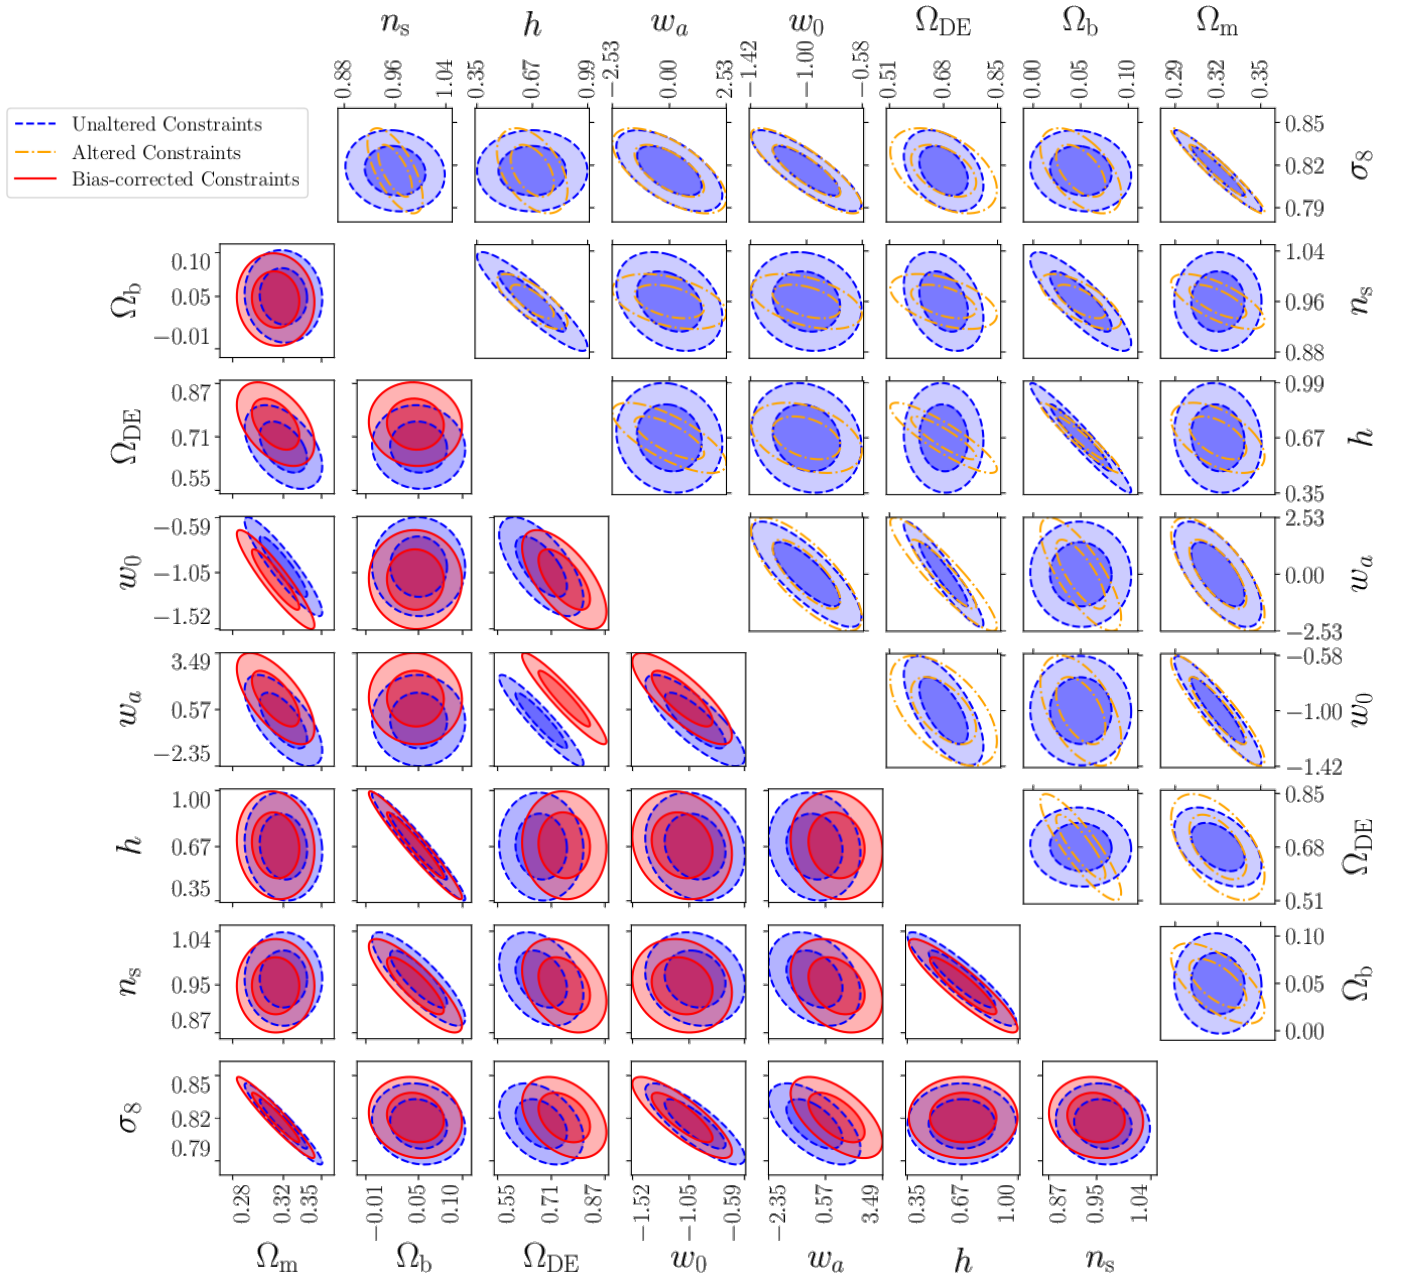 n_s h w_a w_0 Ω_DE Ω_b Ω_m
0.88 0.96 1.04 0.35 0.67 0.99 −2.53 0.00 2.53 −1.42 −1.00 −0.58 0.51 0.68 0.85 0.00 0.05 0.10 0.29 0.32 0.35
Unaltered Constraints
Altered Constraints
Bias-corrected Constraints
0.85
0.82
0.79
σ_8
Ω_b
0.10
0.05
−0.01
1.04
0.96
0.88
n_s
Ω_DE
0.87
0.71
0.55
0.99
0.67
0.35
h
w_0
−0.59
−1.05
−1.52
2.53
0.00
−2.53
w_a
w_a
3.49
0.57
−2.35
−0.58
−1.00
−1.42
w_0
h
1.00
0.67
0.35
0.85
0.68
0.51
Ω_DE
n_s
1.04
0.95
0.87
0.10
0.05
0.00
Ω_b
σ_8
0.85
0.82
0.79
0.28 0.32 0.35 −0.01 0.05 0.10 0.55 0.71 0.87 −1.52 −1.05 −0.59 −2.35 0.57 3.49 0.35 0.67 1.00 0.87 0.95 1.04
Ω_m Ω_b Ω_DE w_0 w_a h n_s